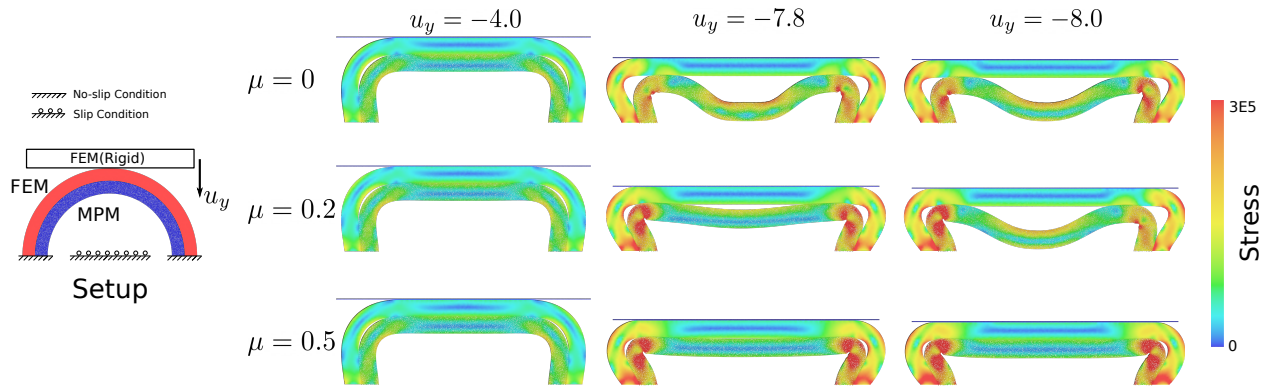 u_y = −4.0
u_y = −7.8
u_y = −8.0
μ = 0
No-slip Condition
Slip Condition
3E5
FEM(Rigid)
FEM
u_y
MPM
μ = 0.2
Stress
Setup
μ = 0.5
0